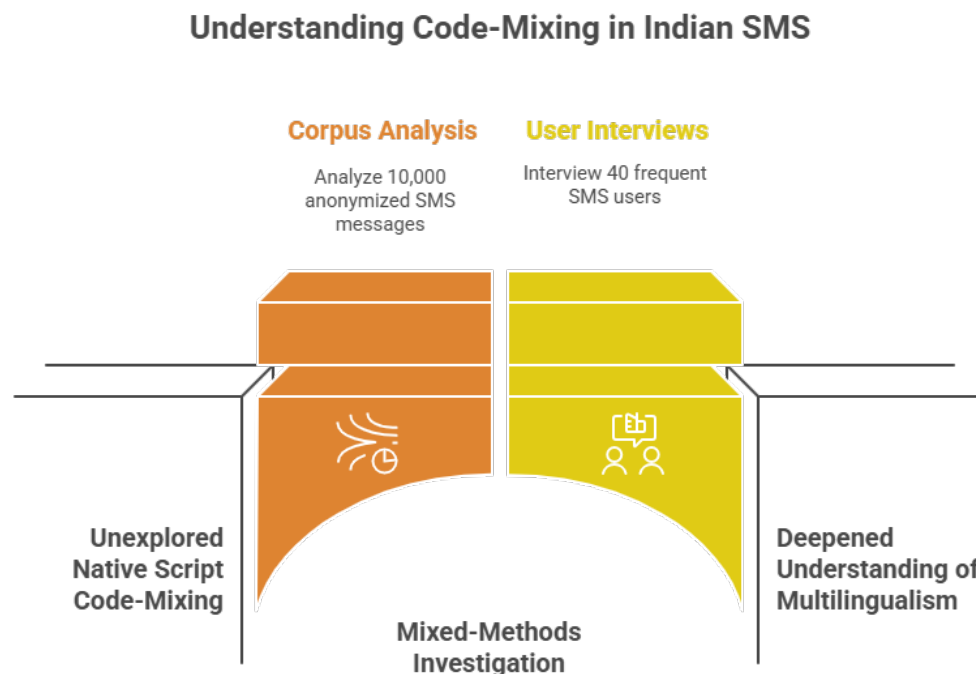 Understanding Code-Mixing in Indian SMS
Corpus Analysis
Analyze 10,000
anonymized SMS
messages
User Interviews
Interview 40 frequent
SMS users
Unexplored
Native Script
Code-Mixing
Mixed-Methods
Investigation
Deepened
Understanding of
Multilingualism